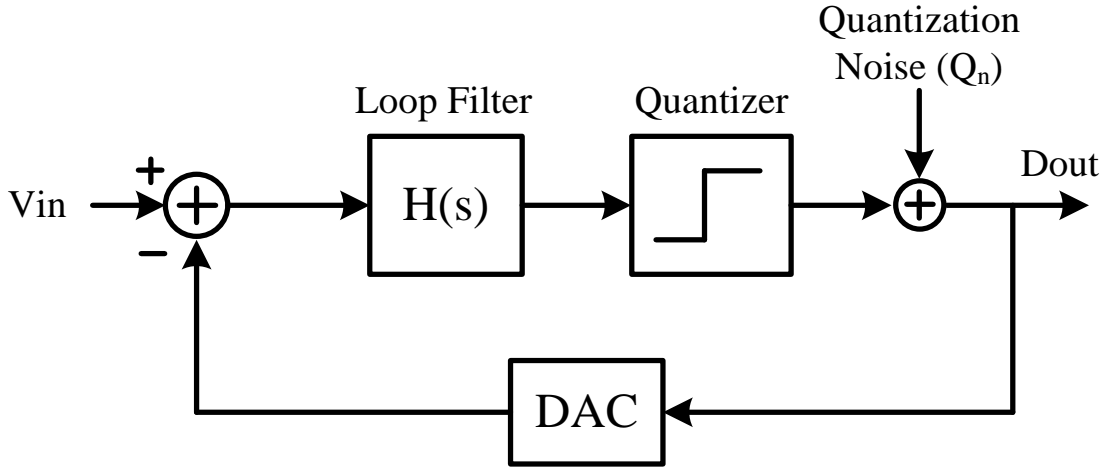 Quantization
Noise (Qn)
Loop Filter
Quantizer
Dout
Vin
+
+
H(s)
+
−
DAC